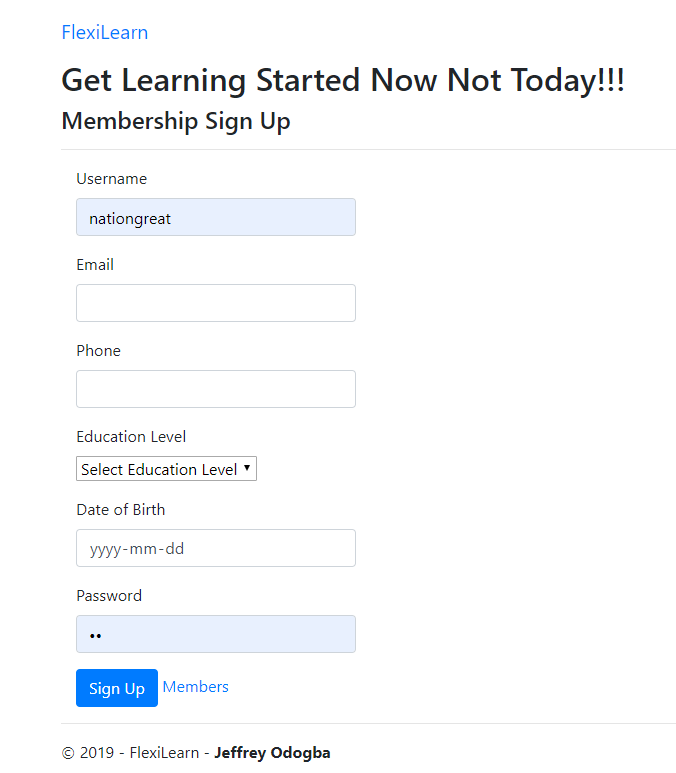 FlexiLearn
Get Learning Started Now Not Today!!!
Membership Sign Up
Username
nationgreat
Email
Phone
Education Level
Select Education Level
Date of Birth
yyyy-mm-dd
Password
••
Sign Up Members
© 2019 - FlexiLearn - Jeffrey Odogba